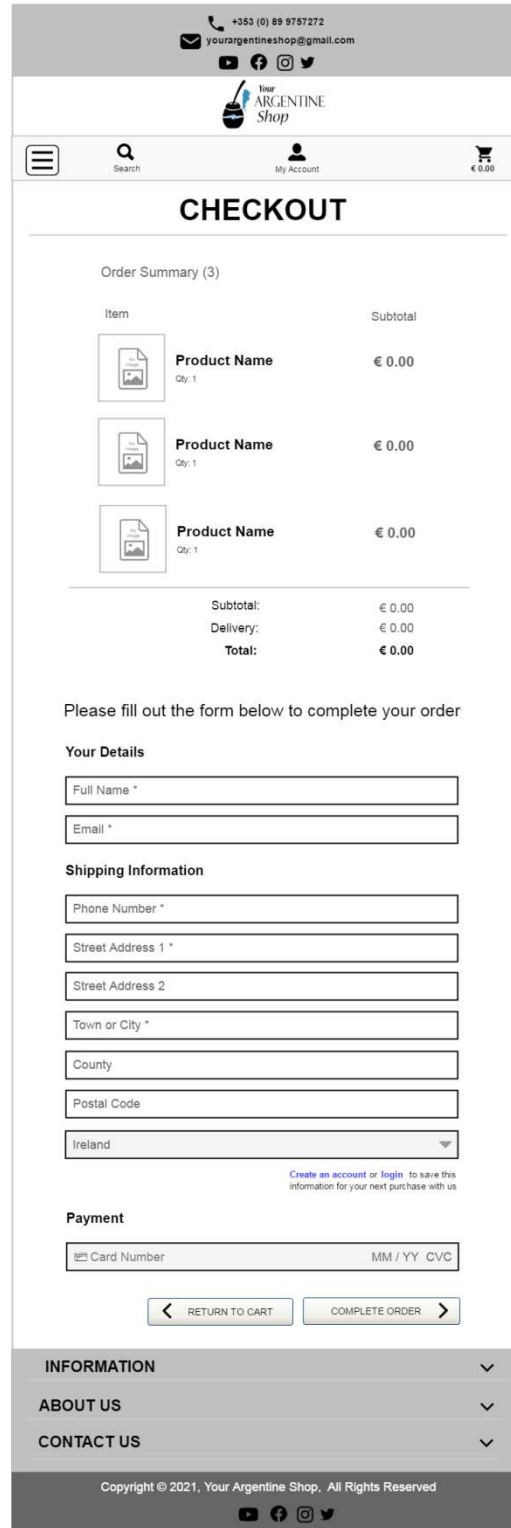 +353 (0) 89 9757272
yourargentineshop@gmail.com
Your
ARGENTINE
Shop
Search
My Account
€ 0.00
CHECKOUT
Order Summary (3)
Item Subtotal
Product Name € 0.00
Qty: 1
Product Name € 0.00
Qty: 1
Product Name € 0.00
Qty: 1
Subtotal: € 0.00
Delivery: € 0.00
Total: € 0.00
Please fill out the form below to complete your order
Your Details
Full Name *
Email *
Shipping Information
Phone Number *
Street Address 1 *
Street Address 2
Town or City *
County
Postal Code
Ireland
Create an account or login to save this
information for your next purchase with us
Payment
Card Number MM / YY CVC
RETURN TO CART COMPLETE ORDER
INFORMATION
ABOUT US
CONTACT US
Copyright © 2021, Your Argentine Shop, All Rights Reserved